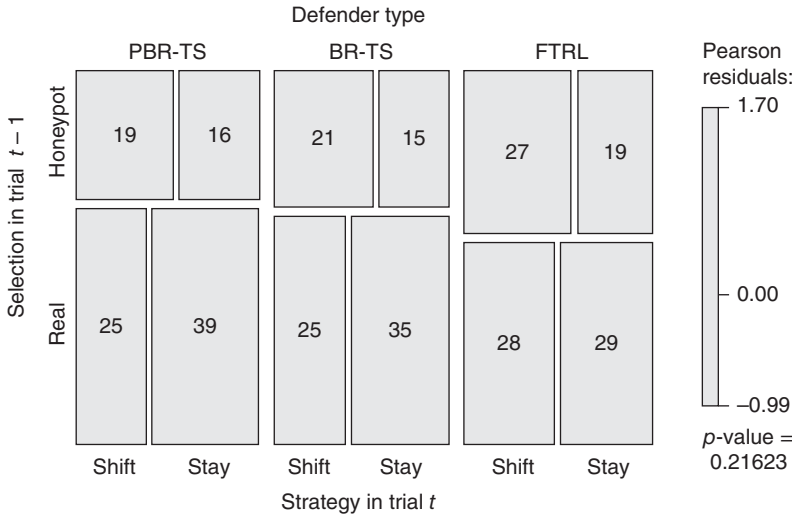 Defender type
PBR-TS BR-TS FTRL
Selection in trial t – 1
Honeypot
19 16 21 15 27 19
Real
25 39 25 35 28 29
Shift Stay Shift Stay Shift Stay
Strategy in trial t
Pearson
residuals:
1.70
0.00
–0.99
p-value =
0.21623